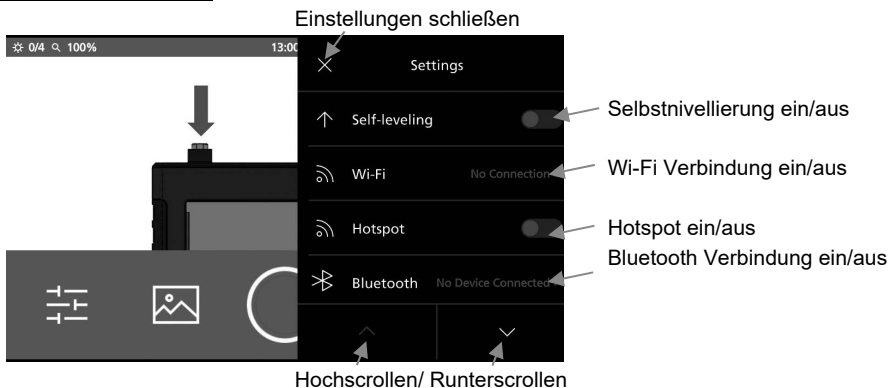 Einstellungen schließen
0/4 100% 13:00
Settings
Self-leveling
Selbstnivellierung ein/aus
Wi-Fi No Connection
Wi-Fi Verbindung ein/aus
Hotspot
Hotspot ein/aus
Bluetooth Verbindung ein/aus
Bluetooth No Device Connected
Hochscrollen/ Runterscrollen